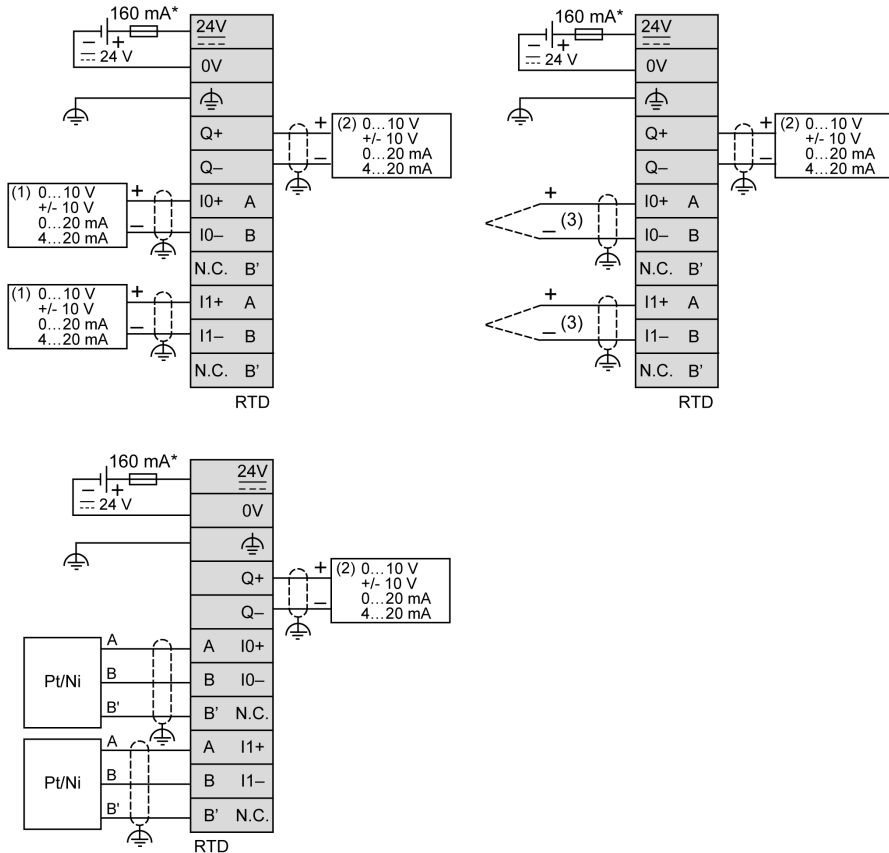 160 mA*
24V
− +
24 V
0V
Q+
Q–
+
−
(2) 0...10 V
+/- 10 V
0...20 mA
4...20 mA
(1) 0...10 V
+/- 10 V
0...20 mA
4...20 mA
+
−
I0+ A
I0– B
N.C. B'
(1) 0...10 V
+/- 10 V
0...20 mA
4...20 mA
+
−
I1+ A
I1– B
N.C. B'
RTD
160 mA*
24V
− +
24 V
0V
Q+
Q–
+
−
(2) 0...10 V
+/- 10 V
0...20 mA
4...20 mA
+
− (3)
I0+ A
I0– B
N.C. B'
+
− (3)
I1+ A
I1– B
N.C. B'
RTD
160 mA*
24V
− +
24 V
0V
Q+
Q–
+
−
(2) 0...10 V
+/- 10 V
0...20 mA
4...20 mA
Pt/Ni
A
B
B'
A I0+
B I0–
B' N.C.
Pt/Ni
A
B
B'
A I1+
B I1–
B' N.C.
RTD